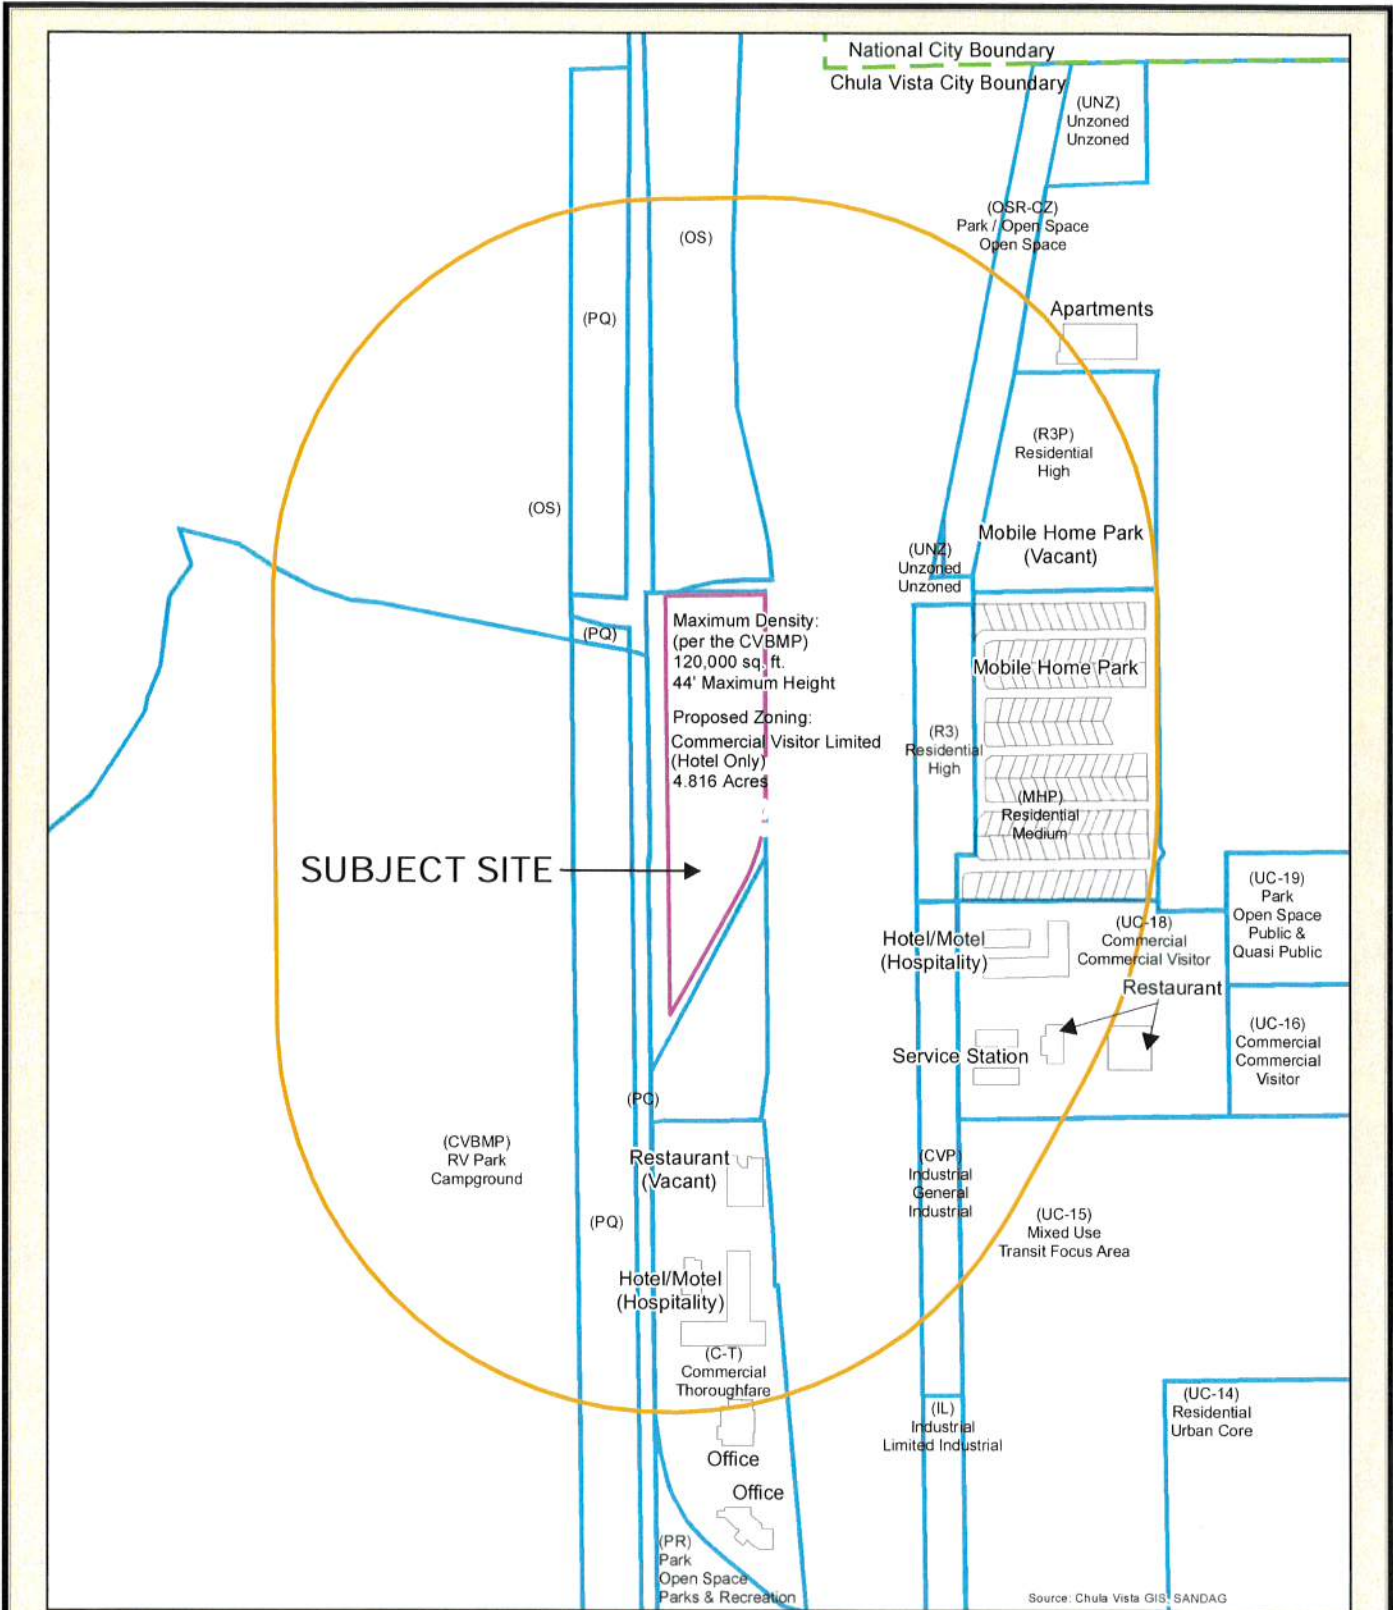 National City Boundary
Chula Vista City Boundary
(UNZ)
Unzoned
Unzoned
(OSR-CZ)
Park / Open Space
Open Space
(OS)
(PQ)
Apartments
(R3P)
Residential
High
(OS)
Mobile Home Park
(Vacant)
(UNZ)
Unzoned
Unzoned
(PQ)
Maximum Density:
(per the CVBMP)
120,000 sq. ft.
44' Maximum Height
Proposed Zoning:
Commercial Visitor Limited
(Hotel Only)
4.816 Acres
Mobile Home Park
(R3)
Residential
High
(MHP)
Residential
Medium
SUBJECT SITE
(UC-19)
Park
Open Space
Public &
Quasi Public
(UC-18)
Commercial
Commercial Visitor
Hotel/Motel
(Hospitality)
Restaurant
(UC-16)
Commercial
Commercial
Visitor
Service Station
(PC)
(CVBMP)
RV Park
Campground
Restaurant
(Vacant)
(CVP)
Industrial
General
Industrial
(PQ)
(UC-15)
Mixed Use
Transit Focus Area
Hotel/Motel
(Hospitality)
(C-T)
Commercial
Thoroughfare
(IL)
Industrial
Limited Industrial
(UC-14)
Residential
Urban Core
Office
Office
(PR)
Park
Open Space
Parks & Recreation
Source: Chula Vista GIS, SANDAG